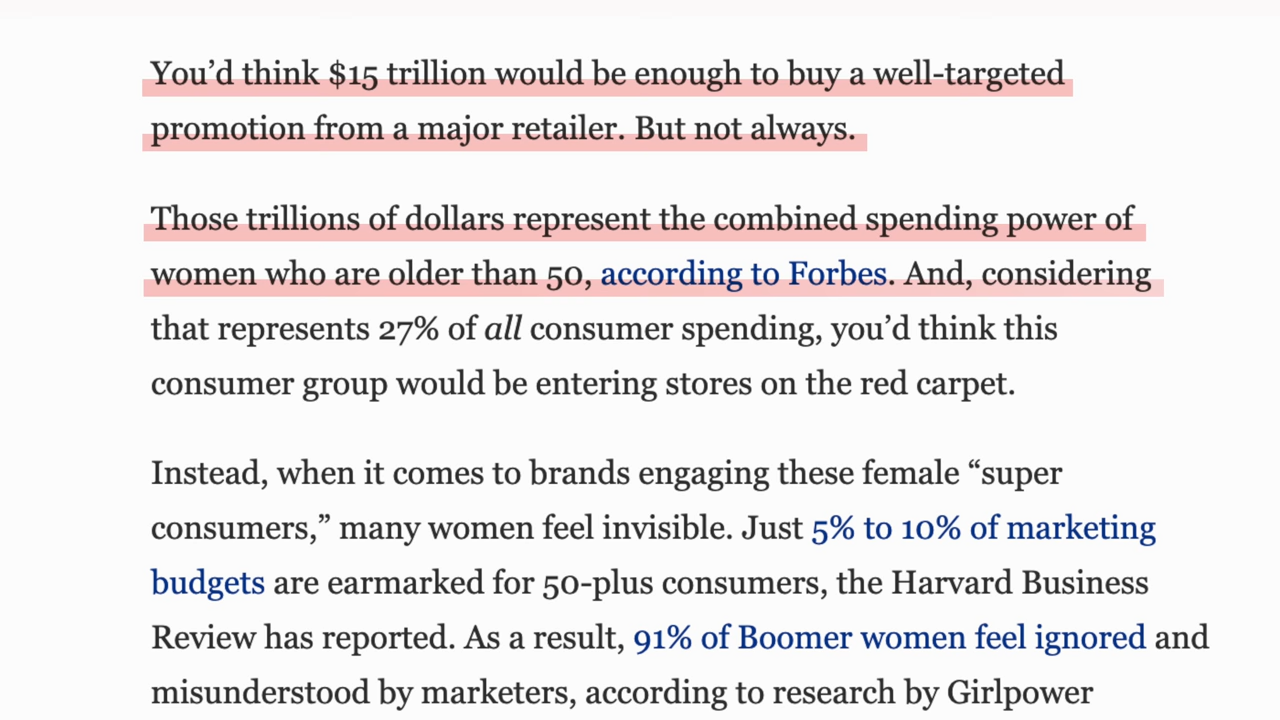 You’d think $15 trillion would be enough to buy a well-targeted
promotion from a major retailer. But not always.
Those trillions of dollars represent the combined spending power of
women who are older than 50, according to Forbes. And, considering
that represents 27% of all consumer spending, you’d think this
consumer group would be entering stores on the red carpet.
Instead, when it comes to brands engaging these female “super
consumers,” many women feel invisible. Just 5% to 10% of marketing
budgets are earmarked for 50-plus consumers, the Harvard Business
Review has reported. As a result, 91% of Boomer women feel ignored and
misunderstood by marketers, according to research by Girlpower